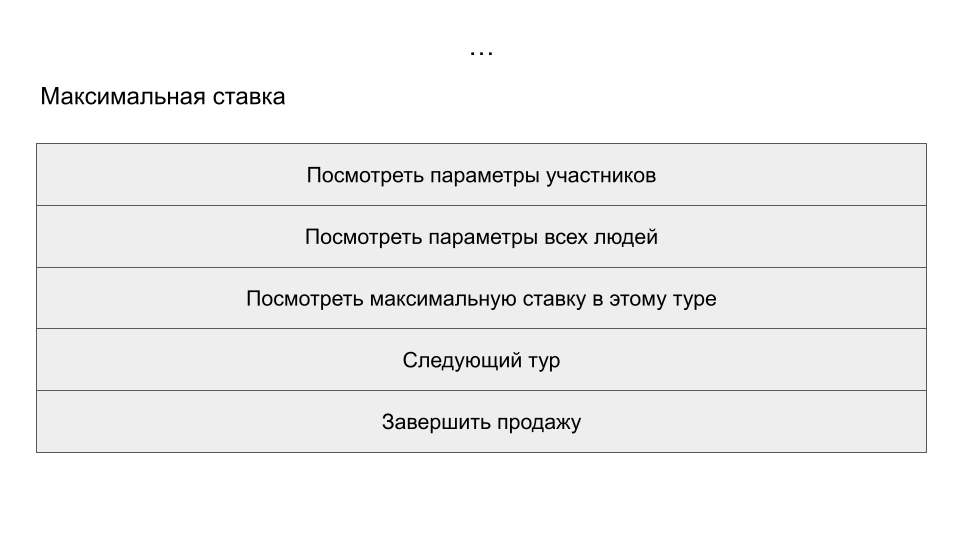 ...
Максимальная ставка
Посмотреть параметры участников
Посмотреть параметры всех людей
Посмотреть максимальную ставку в этому туре
Следующий тур
Завершить продажу